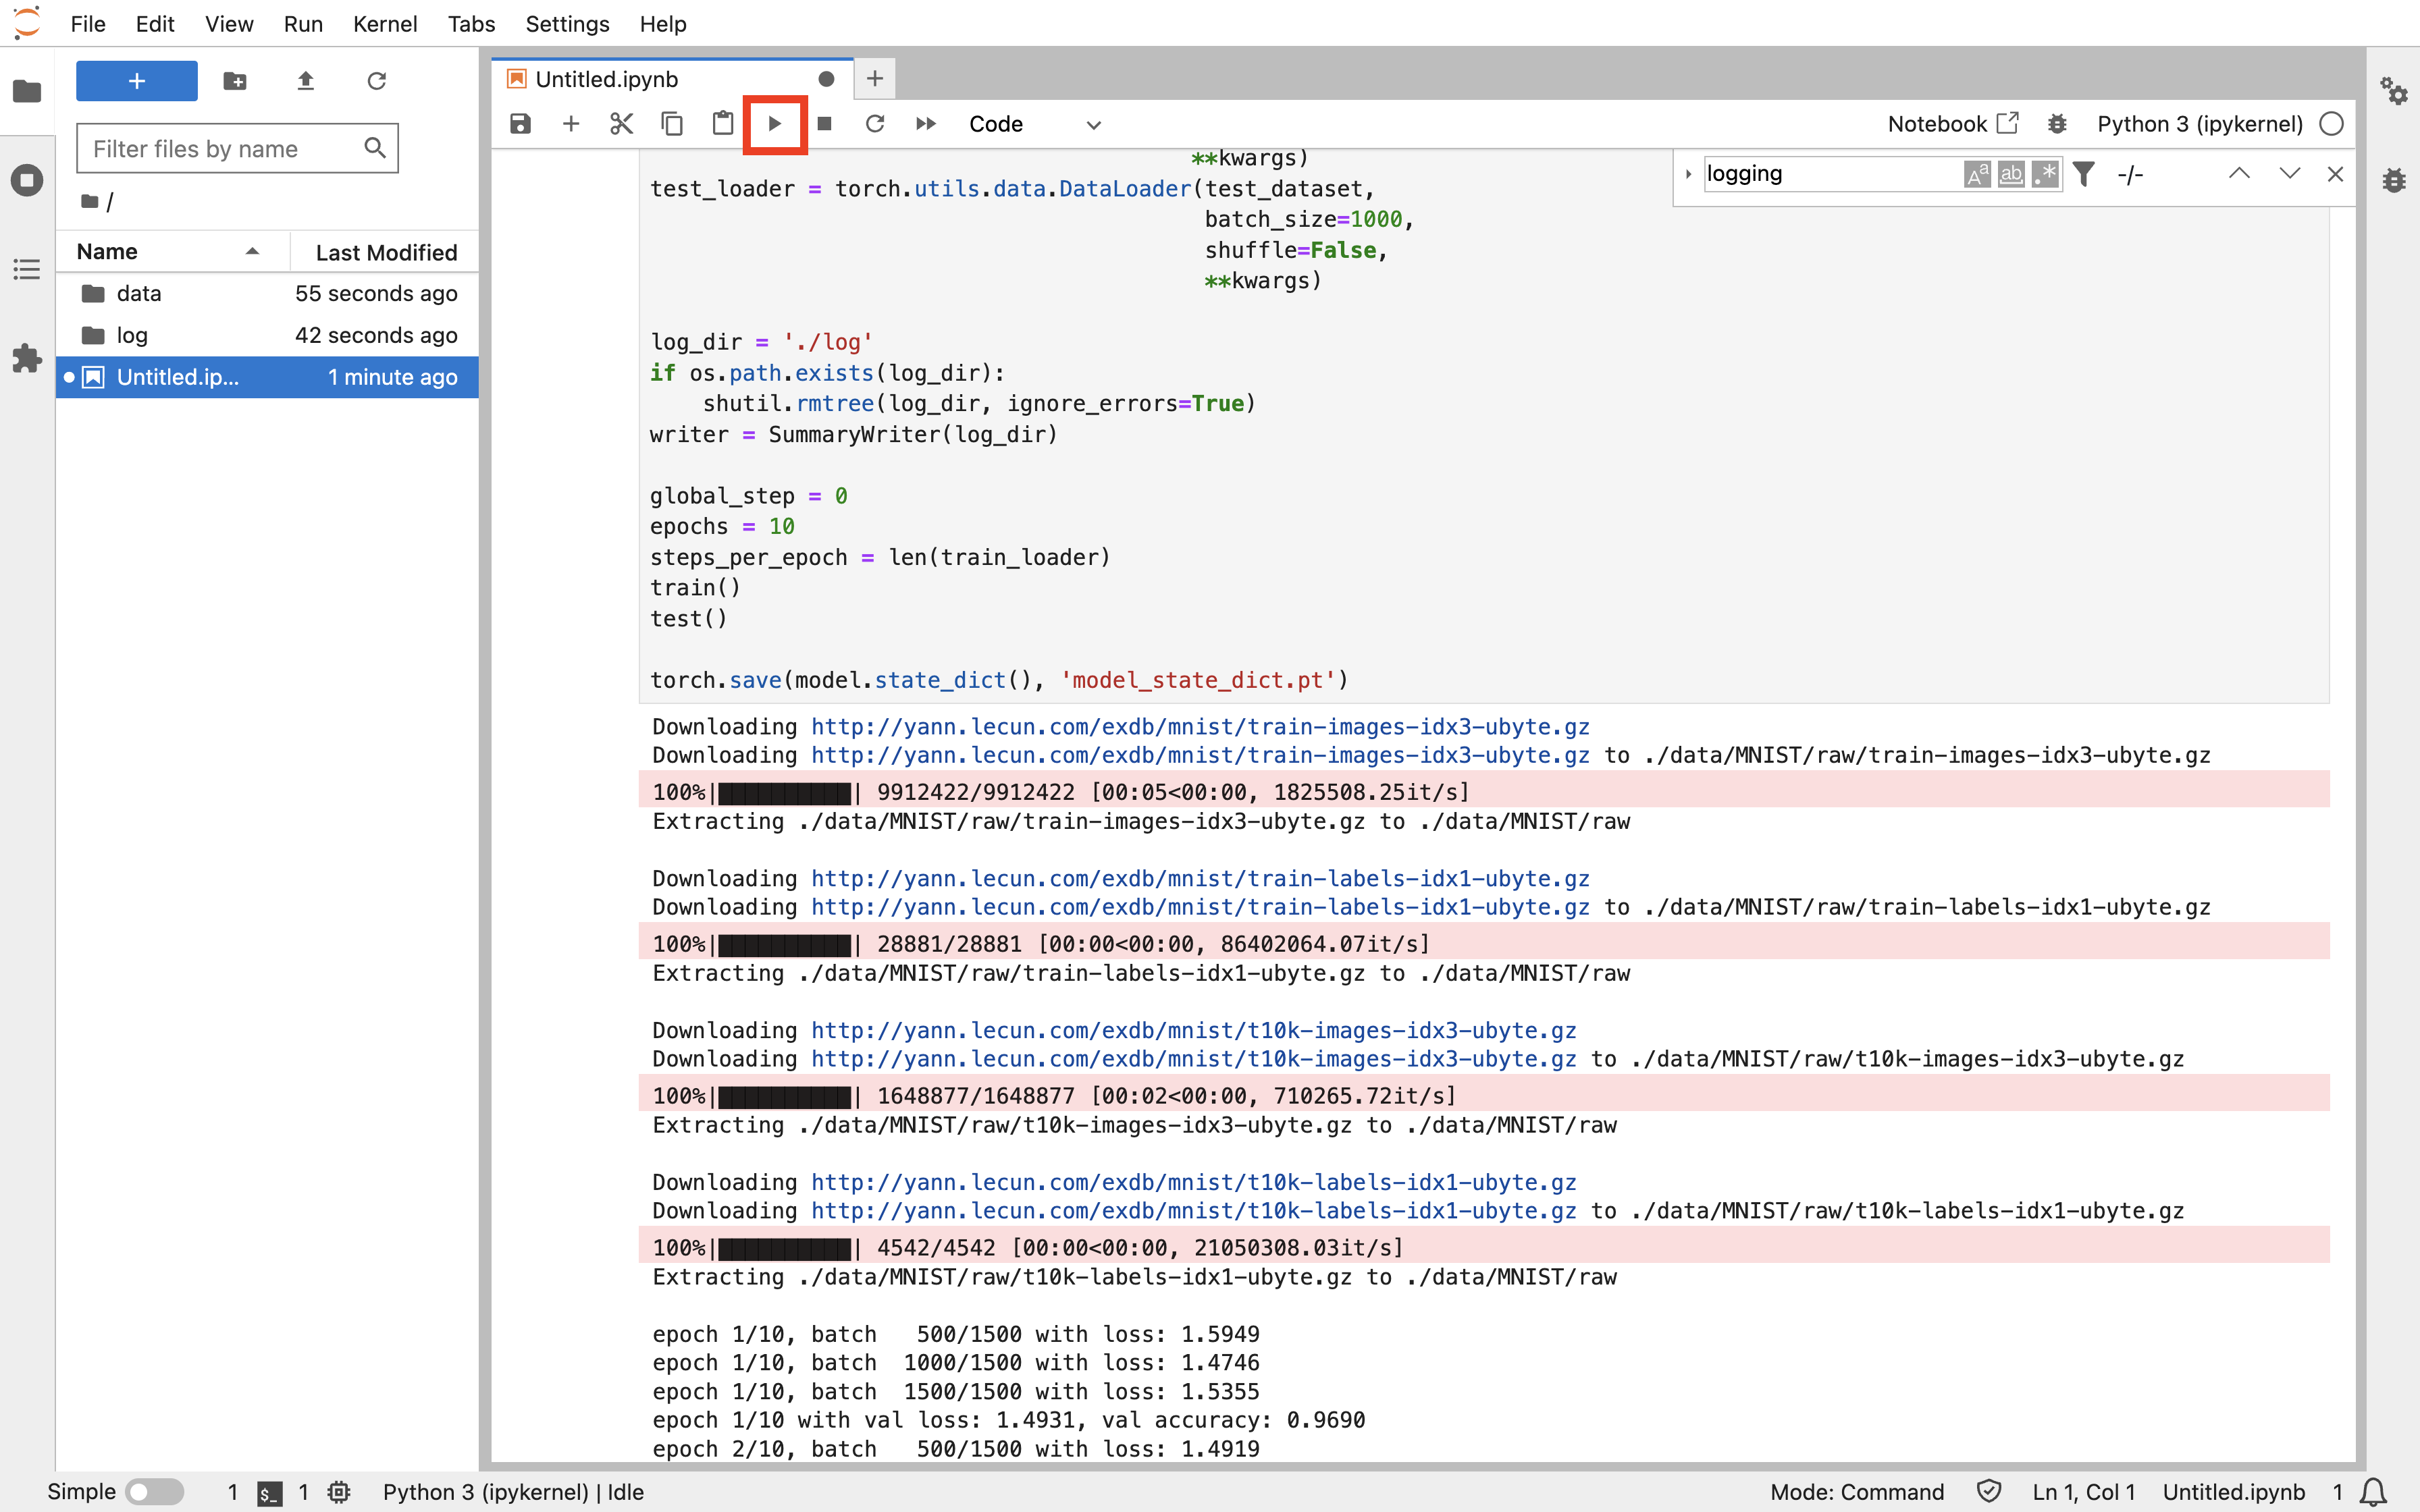 File Edit View Run Kernel Tabs Settings Help
Untitled.ipynb
Code
Notebook
Python 3 (ipykernel)
Filter files by name
/
Name Last Modified
data 55 seconds ago
log 42 seconds ago
Untitled.ip... 1 minute ago
logging
-/-
**kwargs)
test_loader = torch.utils.data.DataLoader(test_dataset,
batch_size=1000,
shuffle=False,
**kwargs)
log_dir = './log'
if os.path.exists(log_dir):
shutil.rmtree(log_dir, ignore_errors=True)
writer = SummaryWriter(log_dir)
global_step = 0
epochs = 10
steps_per_epoch = len(train_loader)
train()
test()
torch.save(model.state_dict(), 'model_state_dict.pt')
Downloading http://yann.lecun.com/exdb/mnist/train-images-idx3-ubyte.gz
Downloading http://yann.lecun.com/exdb/mnist/train-images-idx3-ubyte.gz to ./data/MNIST/raw/train-images-idx3-ubyte.gz
100%|██████████| 9912422/9912422 [00:05<00:00, 1825508.25it/s]
Extracting ./data/MNIST/raw/train-images-idx3-ubyte.gz to ./data/MNIST/raw
Downloading http://yann.lecun.com/exdb/mnist/train-labels-idx1-ubyte.gz
Downloading http://yann.lecun.com/exdb/mnist/train-labels-idx1-ubyte.gz to ./data/MNIST/raw/train-labels-idx1-ubyte.gz
100%|██████████| 28881/28881 [00:00<00:00, 86402064.07it/s]
Extracting ./data/MNIST/raw/train-labels-idx1-ubyte.gz to ./data/MNIST/raw
Downloading http://yann.lecun.com/exdb/mnist/t10k-images-idx3-ubyte.gz
Downloading http://yann.lecun.com/exdb/mnist/t10k-images-idx3-ubyte.gz to ./data/MNIST/raw/t10k-images-idx3-ubyte.gz
100%|██████████| 1648877/1648877 [00:02<00:00, 710265.72it/s]
Extracting ./data/MNIST/raw/t10k-images-idx3-ubyte.gz to ./data/MNIST/raw
Downloading http://yann.lecun.com/exdb/mnist/t10k-labels-idx1-ubyte.gz
Downloading http://yann.lecun.com/exdb/mnist/t10k-labels-idx1-ubyte.gz to ./data/MNIST/raw/t10k-labels-idx1-ubyte.gz
100%|██████████| 4542/4542 [00:00<00:00, 21050308.03it/s]
Extracting ./data/MNIST/raw/t10k-labels-idx1-ubyte.gz to ./data/MNIST/raw
epoch 1/10, batch   500/1500 with loss: 1.5949
epoch 1/10, batch  1000/1500 with loss: 1.4746
epoch 1/10, batch  1500/1500 with loss: 1.5355
epoch 1/10 with val loss: 1.4931, val accuracy: 0.9690
epoch 2/10, batch   500/1500 with loss: 1.4919
Simple 1 $_ 1 Python 3 (ipykernel) | Idle Mode: Command Ln 1, Col 1 Untitled.ipynb 1